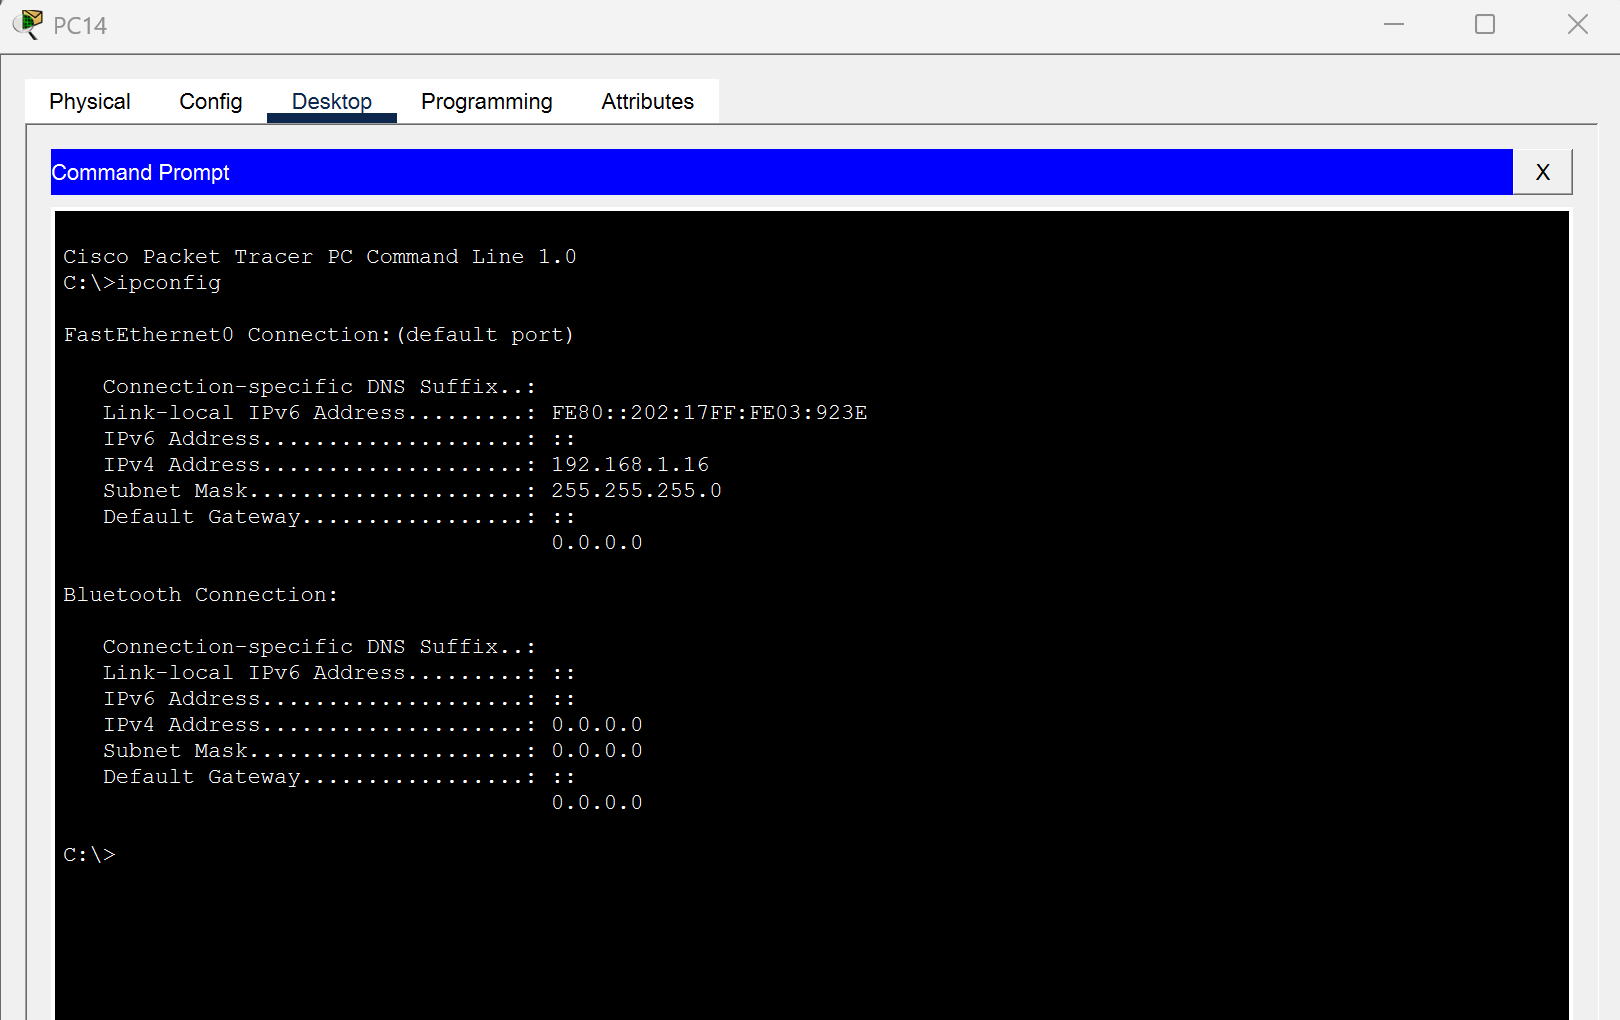 PC14
Physical Config Desktop Programming Attributes
Command Prompt X
Cisco Packet Tracer PC Command Line 1.0
C:\>ipconfig
FastEthernet0 Connection:(default port)
Connection-specific DNS Suffix..:
Link-local IPv6 Address.........: FE80::202:17FF:FE03:923E
IPv6 Address....................: ::
IPv4 Address....................: 192.168.1.16
Subnet Mask.....................: 255.255.255.0
Default Gateway.................: ::
0.0.0.0
Bluetooth Connection:
Connection-specific DNS Suffix..:
Link-local IPv6 Address.........: ::
IPv6 Address....................: ::
IPv4 Address....................: 0.0.0.0
Subnet Mask.....................: 0.0.0.0
Default Gateway.................: ::
0.0.0.0
C:\>